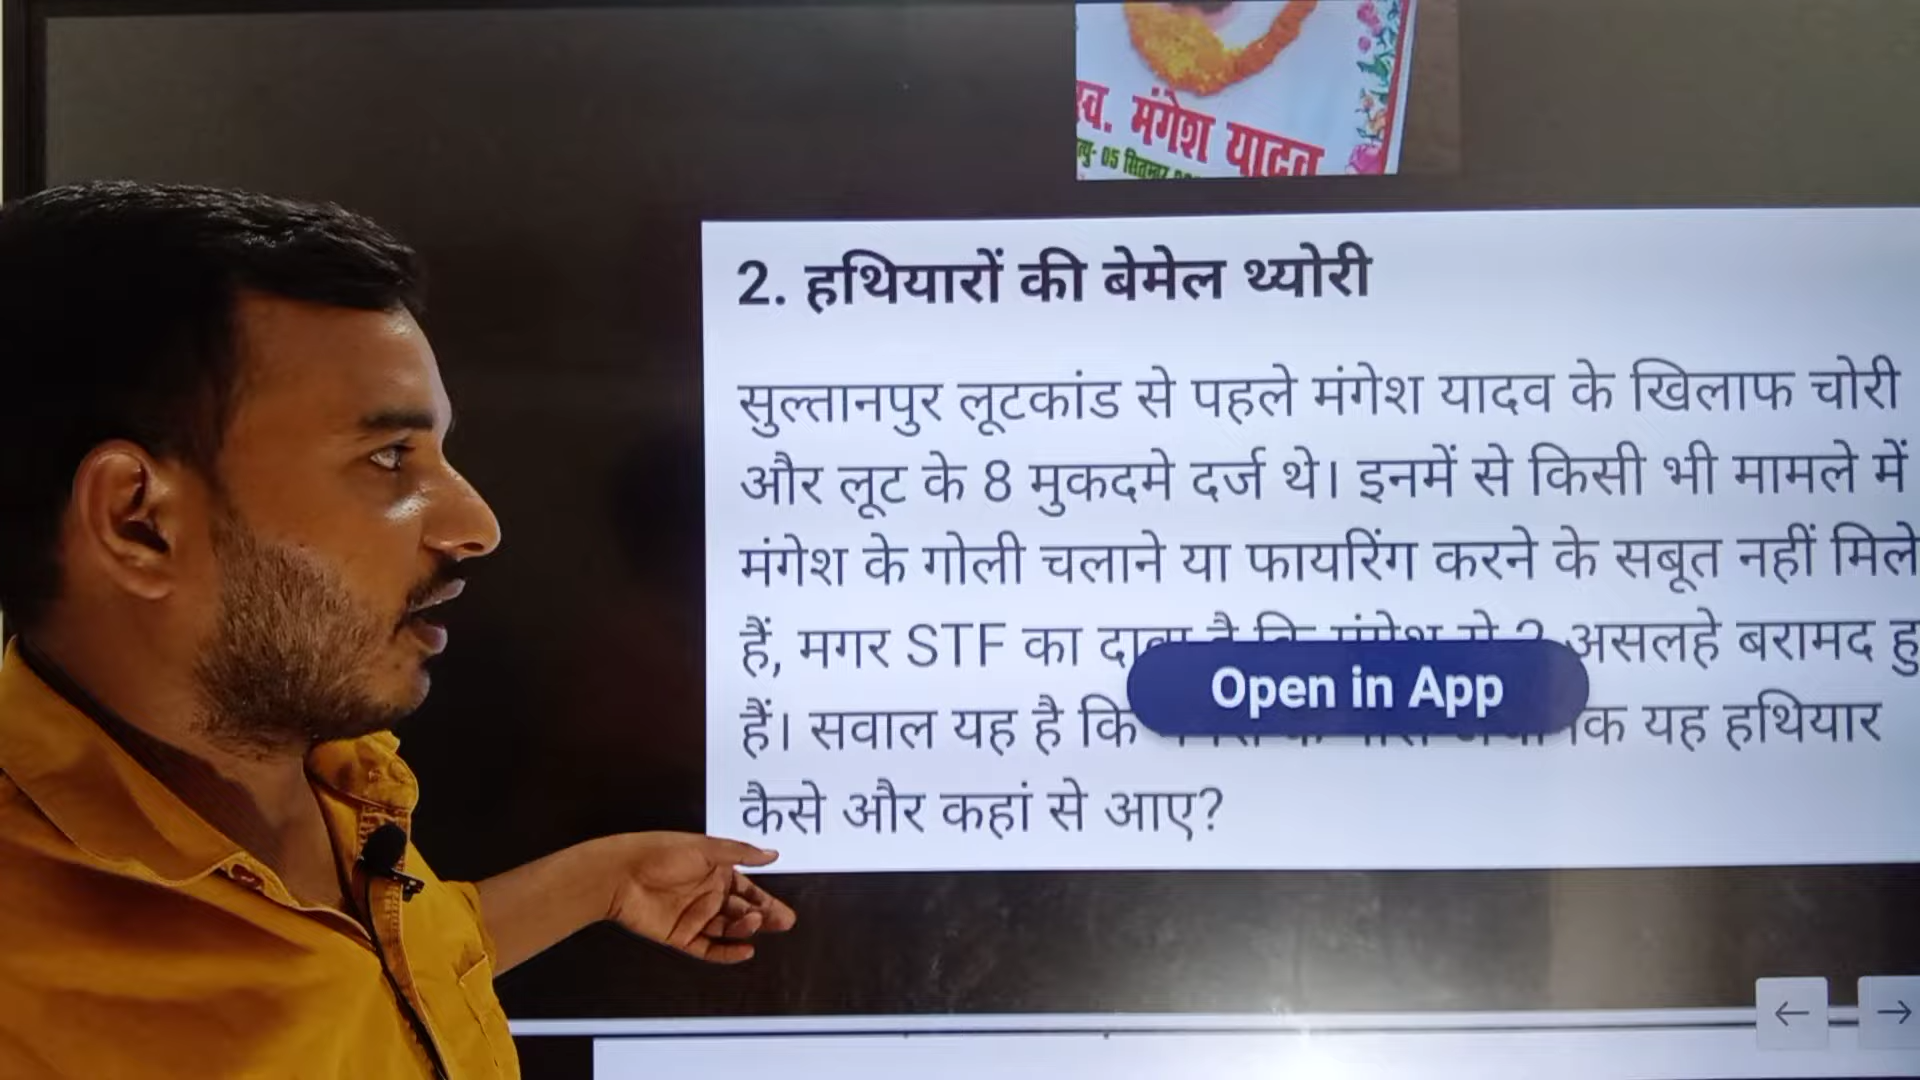 स्व. मंगेश यादव
05 सितम्बर
2. हथियारों की बेमेल थ्योरी
सुल्तानपुर लूटकांड से पहले मंगेश यादव के खिलाफ चोरी
और लूट के 8 मुकदमे दर्ज थे। इनमें से किसी भी मामले में
मंगेश के गोली चलाने या फायरिंग करने के सबूत नहीं मिले
हैं, मगर STF का दावा है कि मंगेश से असलहे बरामद हु
Open in App
हैं। सवाल यह है कि यह हथियार
कैसे और कहां से आए?